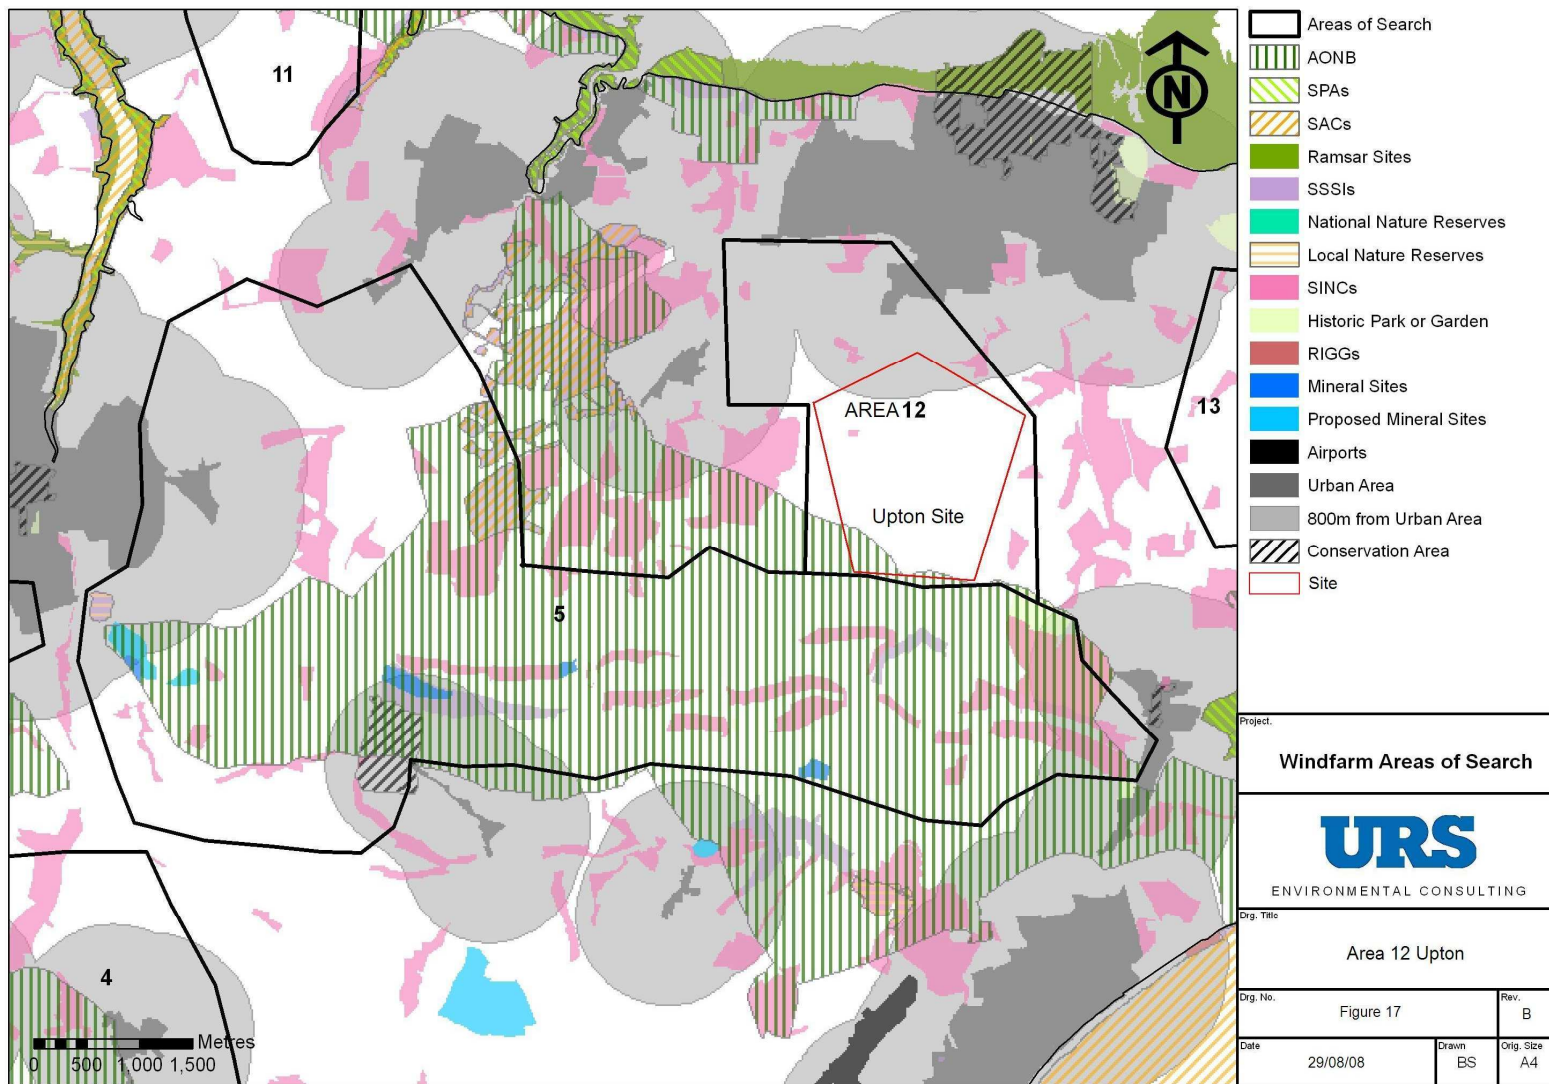 11
N
AREA 12
13
Upton Site
5
4
Metres
0 500 1,000 1,500
Areas of Search
AONB
SPAs
SACs
Ramsar Sites
SSSIs
National Nature Reserves
Local Nature Reserves
SINCs
Historic Park or Garden
RIGGs
Mineral Sites
Proposed Mineral Sites
Airports
Urban Area
800m from Urban Area
Conservation Area
Site
Project.
Windfarm Areas of Search
URS
ENVIRONMENTAL CONSULTING
Drg. Title
Area 12 Upton
Drg. No.
Figure 17
Rev.
B
Date
29/08/08
Drawn
BS
Orig. Size
A4